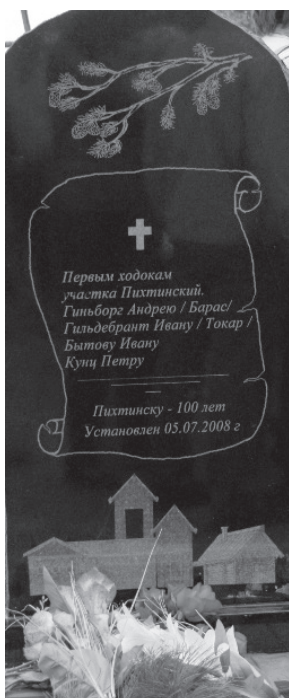 Первым ходокам
участка Пихтинский.
Гиньборг Андрею / Барас/
Гильдебрант Ивану / Токар /
Бытову Ивану
Кунц Петру
Пихтинску - 100 лет
Установлен 05.07.2008 г